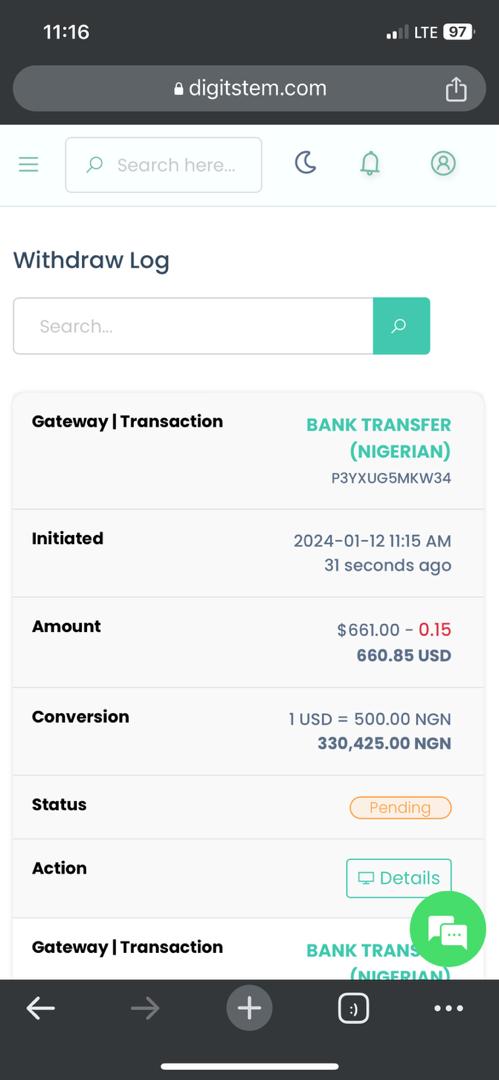 11:16
LTE 97
digitstem.com
Search here...
Withdraw Log
Search...
Gateway | Transaction
BANK TRANSFER
(NIGERIAN)
P3YXUG5MKW34
Initiated
2024-01-12 11:15 AM
31 seconds ago
Amount
$661.00 - 0.15
660.85 USD
Conversion
1 USD = 500.00 NGN
330,425.00 NGN
Status
Pending
Action
Details
Gateway | Transaction
BANK TRANS
(NIGERIAN)
:)